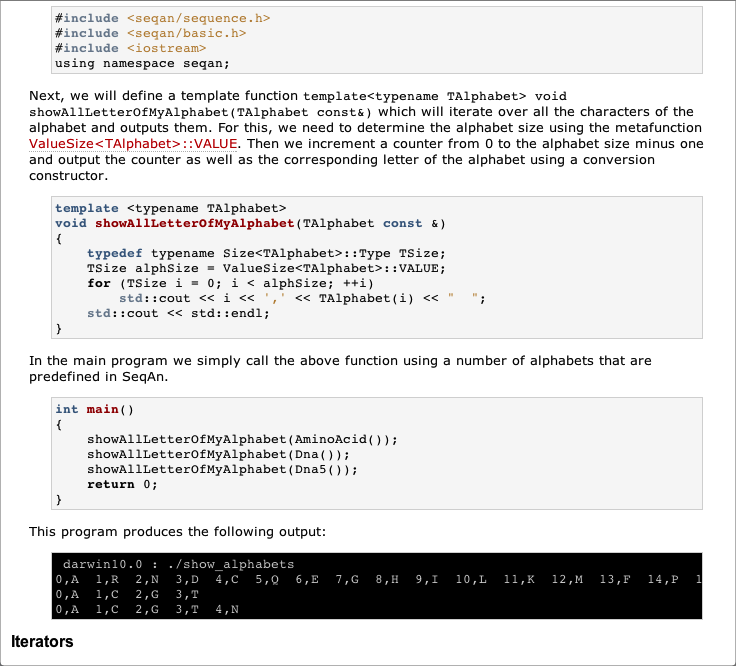 #include <seqan/sequence.h>
#include <seqan/basic.h>
#include <iostream>
using namespace seqan;
Next, we will define a template function template<typename TAlphabet> void
showAllLetterOfMyAlphabet(TAlphabet const&) which will iterate over all the characters of the
alphabet and outputs them. For this, we need to determine the alphabet size using the metafunction
ValueSize<TAlphabet>::VALUE. Then we increment a counter from 0 to the alphabet size minus one
and output the counter as well as the corresponding letter of the alphabet using a conversion
constructor.
template <typename TAlphabet>
void showAllLetterOfMyAlphabet(TAlphabet const &)
{
    typedef typename Size<TAlphabet>::Type TSize;
    TSize alphSize = ValueSize<TAlphabet>::VALUE;
    for (TSize i = 0; i < alphSize; ++i)
        std::cout << i << ',' << TAlphabet(i) << "  ";
    std::cout << std::endl;
}
In the main program we simply call the above function using a number of alphabets that are
predefined in SeqAn.
int main()
{
    showAllLetterOfMyAlphabet(AminoAcid());
    showAllLetterOfMyAlphabet(Dna());
    showAllLetterOfMyAlphabet(Dna5());
    return 0;
}
This program produces the following output:
darwin10.0 : ./show_alphabets
0,A  1,R  2,N  3,D  4,C  5,Q  6,E  7,G  8,H  9,I  10,L  11,K  12,M  13,F  14,P  1
0,A  1,C  2,G  3,T
0,A  1,C  2,G  3,T  4,N
Iterators